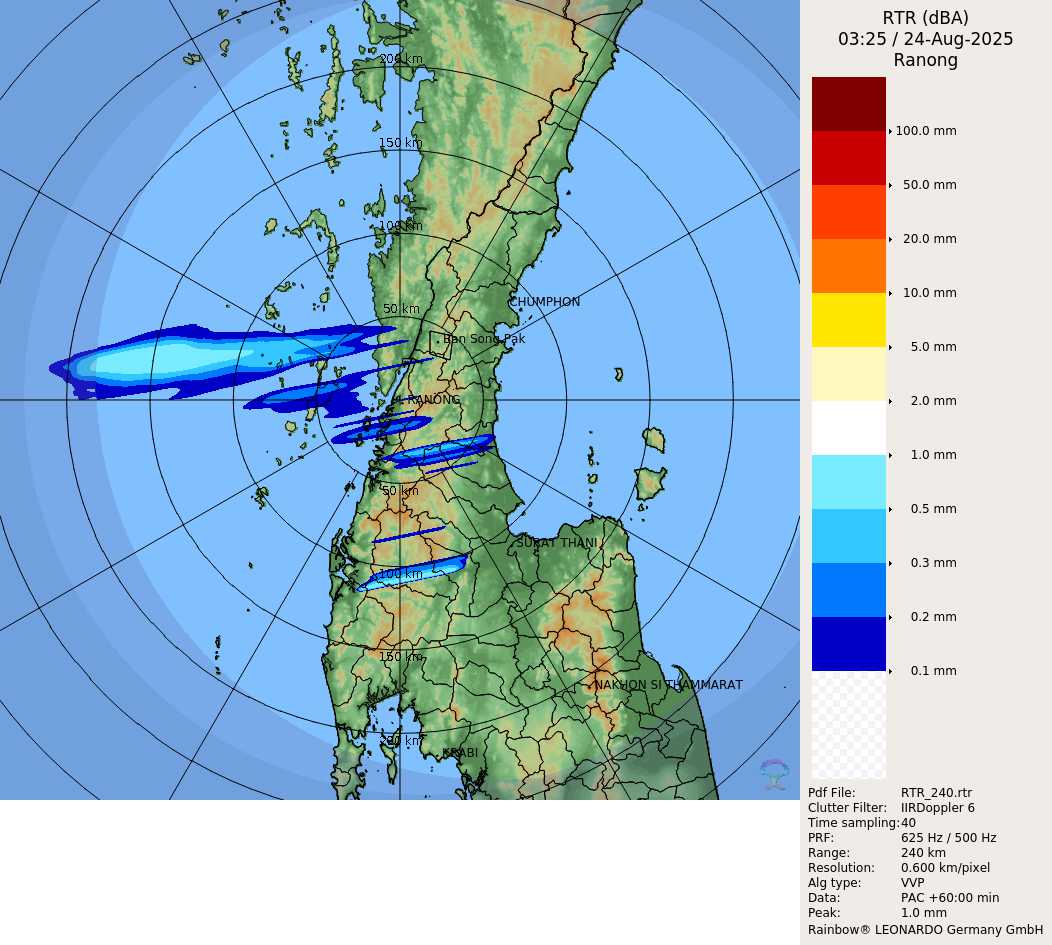 RTR (dBA)
03:25 / 24-Aug-2025
Ranong
200 km
150 km
100 km
50 km
CHUMPHON
Ban Song Pak
RANONG
50 km
SURAT THANI
100 km
150 km
NAKHON SI THAMMARAT
200 km
KRABI
100.0 mm
50.0 mm
20.0 mm
10.0 mm
5.0 mm
2.0 mm
1.0 mm
0.5 mm
0.3 mm
0.2 mm
0.1 mm
Pdf File: RTR_240.rtr
Clutter Filter: IIRDoppler 6
Time sampling:40
PRF: 625 Hz / 500 Hz
Range: 240 km
Resolution: 0.600 km/pixel
Alg type: VVP
Data: PAC +60:00 min
Peak: 1.0 mm
Rainbow® LEONARDO Germany GmbH